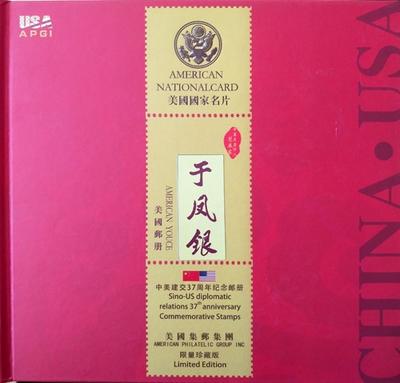 USA
APGI
AMERICAN
NATIONALCARD
美國國家名片
于凤银
AMERICAN YOUCE
美國郵册
中美建交37周年纪念邮册
Sino-US diplomatic
relations 37th anniversary
Commemorative Stamps
美國集郵集團
AMERICAN PHILATELIC GROUP INC
限量珍藏版
Limited Edition
CHINA·USA